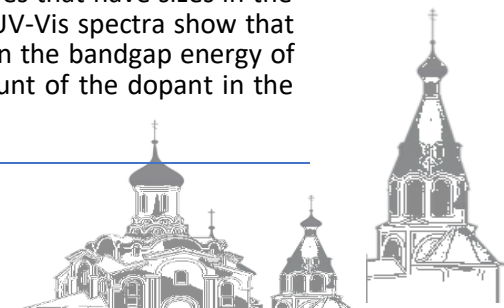 res that have sizes in the
UV-Vis spectra show that
n the bandgap energy of
unt of the dopant in the